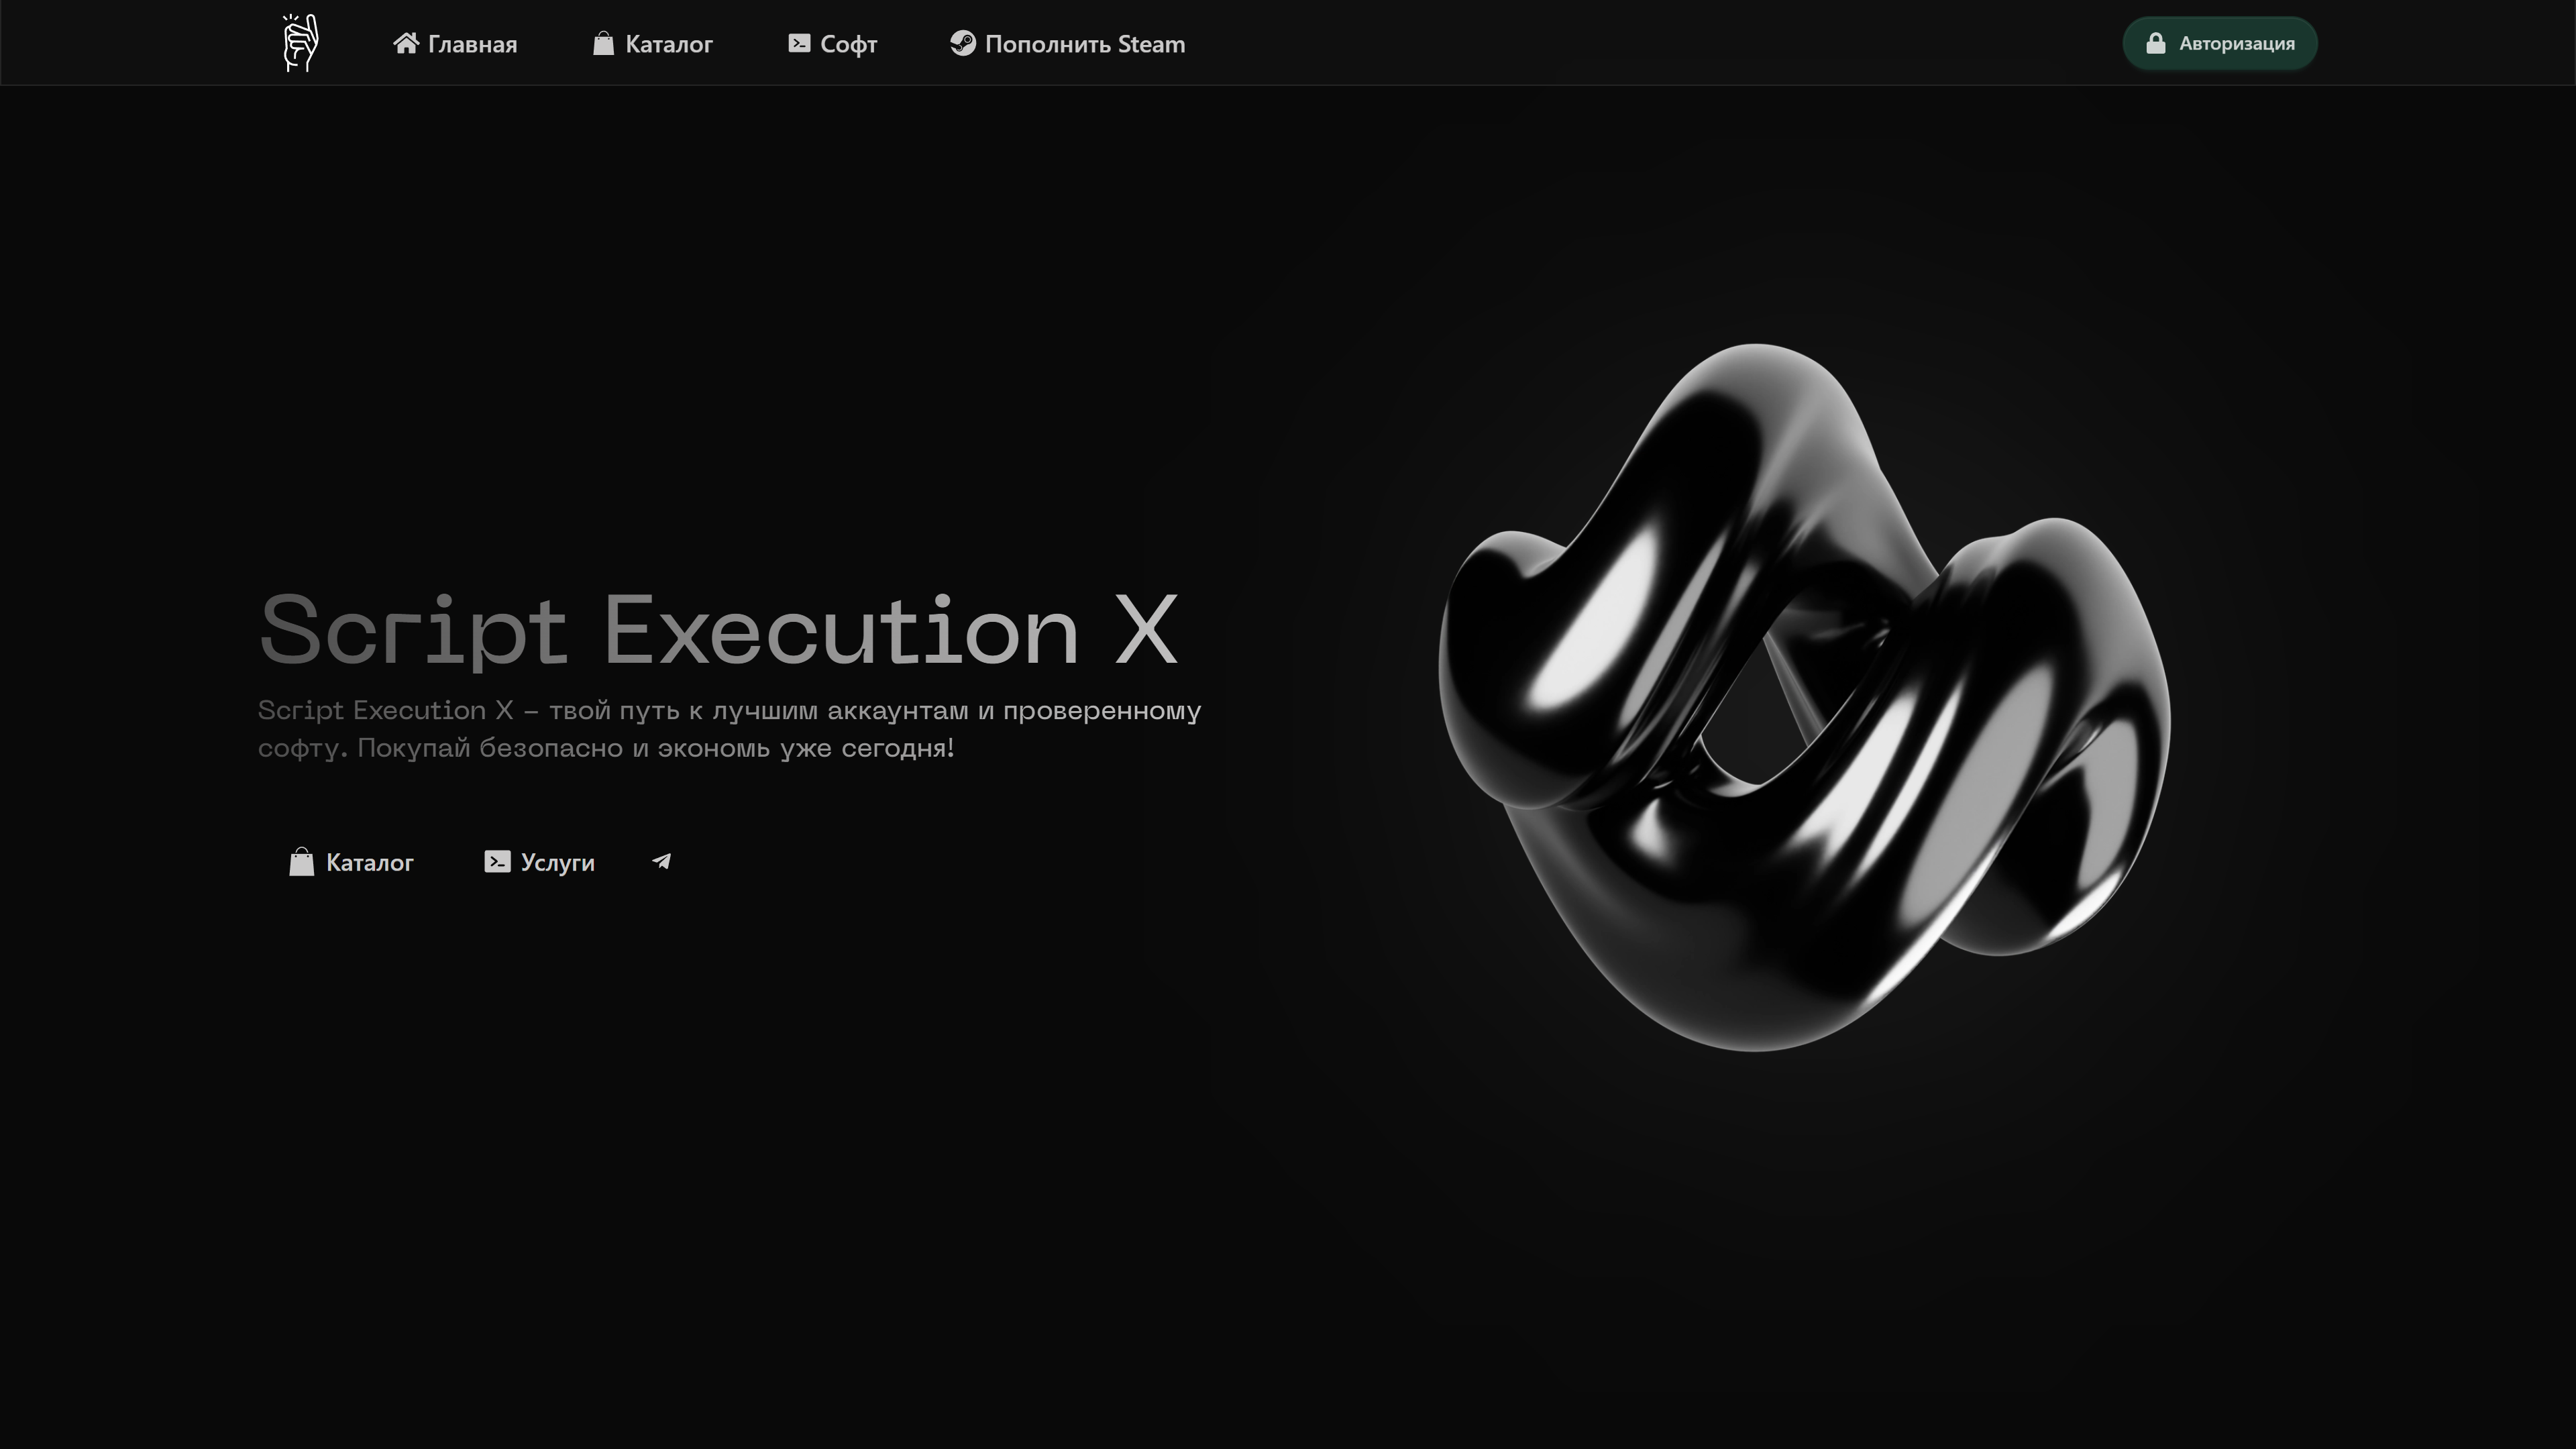 Главная
Каталог
Софт
Пополнить Steam
Авторизация
Script Execution X
Script Execution X – твой путь к лучшим аккаунтам и проверенному
софту. Покупай безопасно и экономь уже сегодня!
Каталог
Услуги